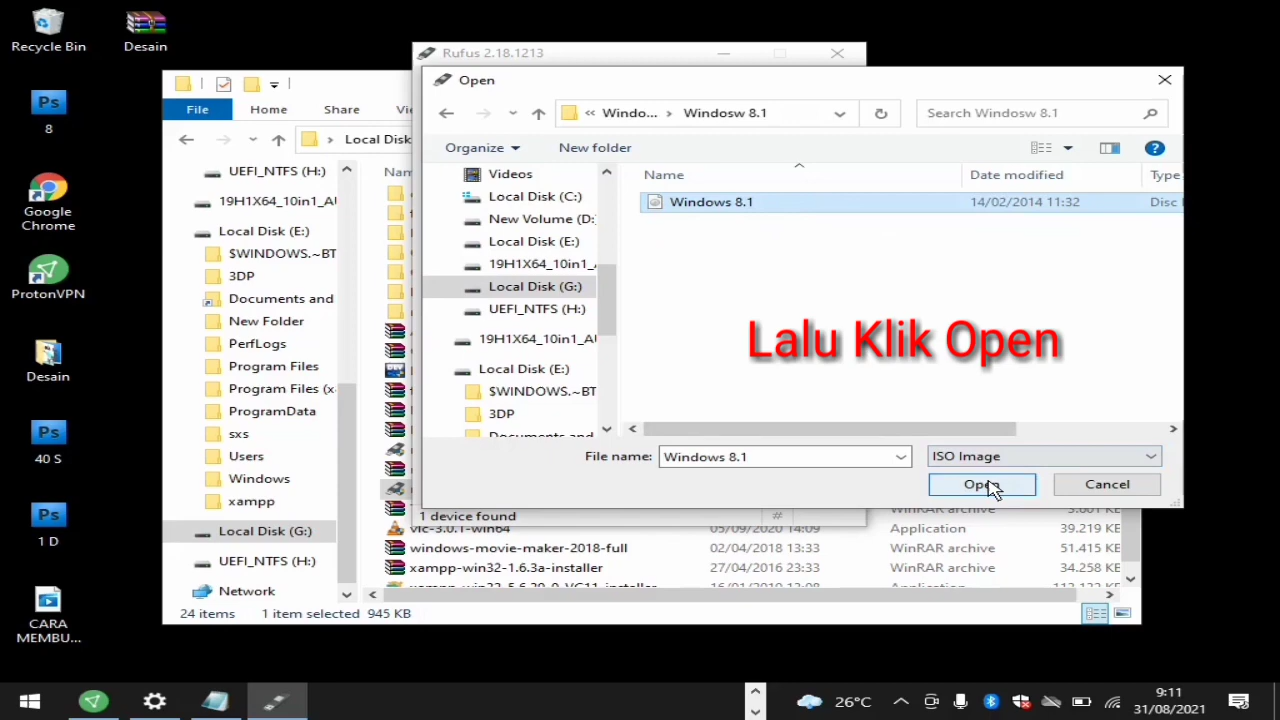 Recycle Bin
Desain
Ps
8
Google
Chrome
ProtonVPN
Desain
Ps
40 S
Ps
1 D
CARA
MEMBU...
Rufus 2.18.1213
File
Home
Share
Local Disk
UEFI_NTFS (H:)
19H1X64_10in1_AU
Local Disk (E:)
$WINDOWS.~BT
3DP
Documents and
New Folder
PerfLogs
Program Files
Program Files (x
ProgramData
sxs
Users
Windows
xampp
Local Disk (G:)
UEFI_NTFS (H:)
Network
24 items
1 item selected
945 KB
Open
« Windo... > Windosw 8.1
Search Windosw 8.1
Organize
New folder
Videos
Local Disk (C:)
New Volume (D:
Local Disk (E:)
19H1X64_10in1_
Local Disk (G:)
UEFI_NTFS (H:)
19H1X64_10in1_AU
Local Disk (E:)
$WINDOWS.~BT
3DP
Documents and
Name
Date modified
Type
Windows 8.1
14/02/2014 11:32
Disc
Lalu Klik Open
File name:
Windows 8.1
ISO Image
Open
Cancel
1 device found
#
vlc-3.0.1-win64 05/09/2020 14:09 Application 39.219 KE
windows-movie-maker-2018-full 02/04/2018 13:33 WinRAR archive 51.415 KE
xampp-win32-1.6.3a-installer 27/04/2016 23:33 WinRAR archive 34.258 KE
26°C
9:11
31/08/2021